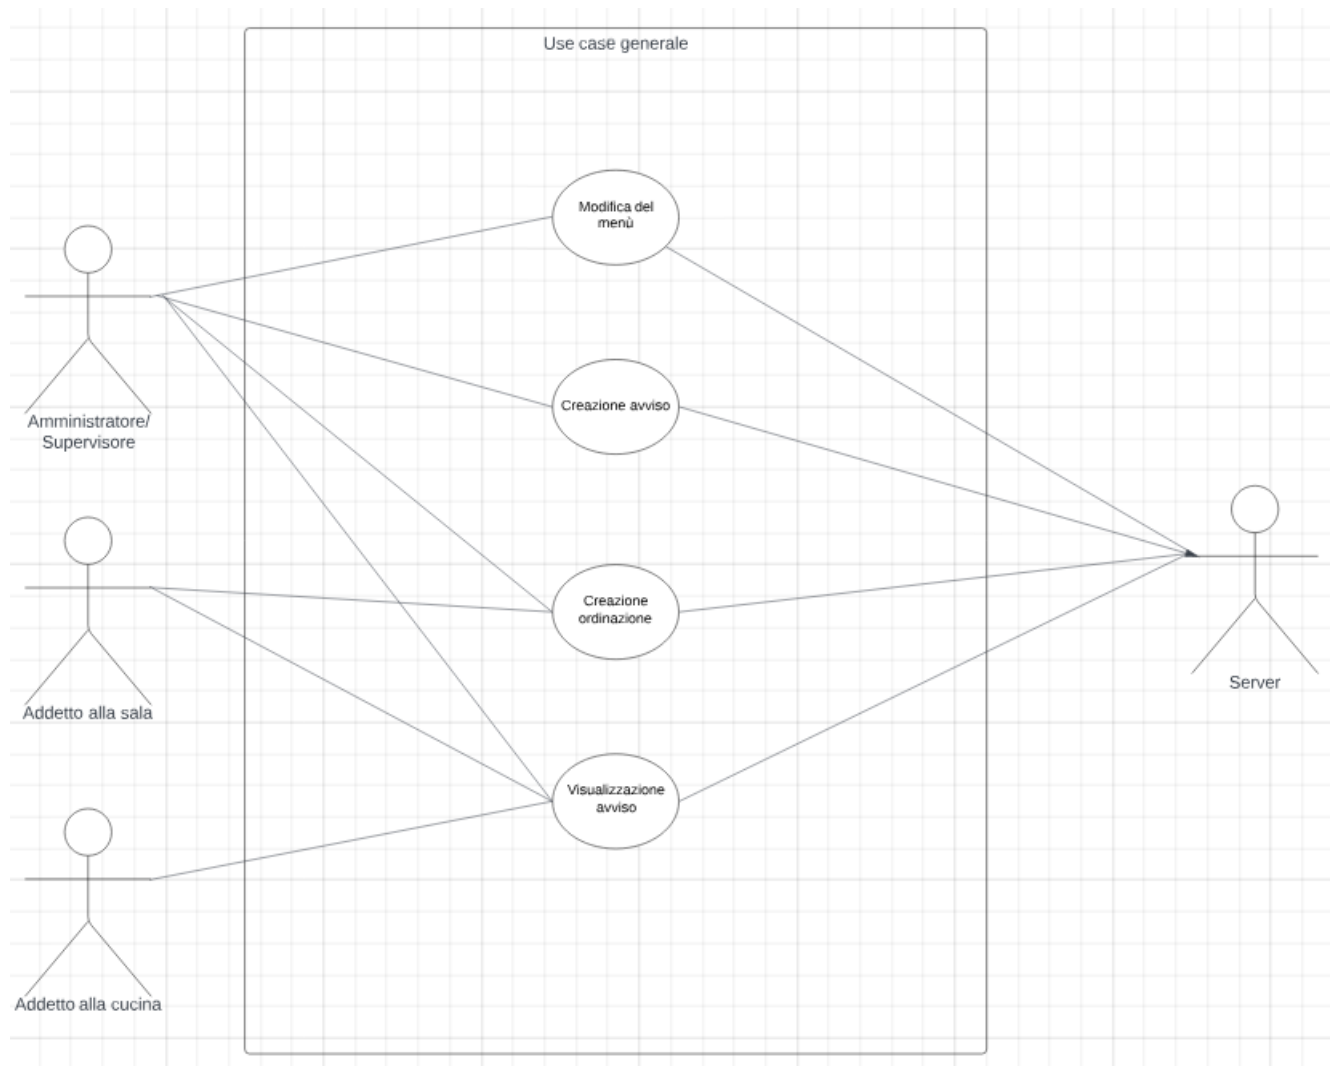 Use case generale
Modifica del
menù
Amministratore/
Supervisore
Creazione avviso
Addetto alla sala
Creazione
ordinazione
Server
Visualizzazione
avviso
Addetto alla cucina